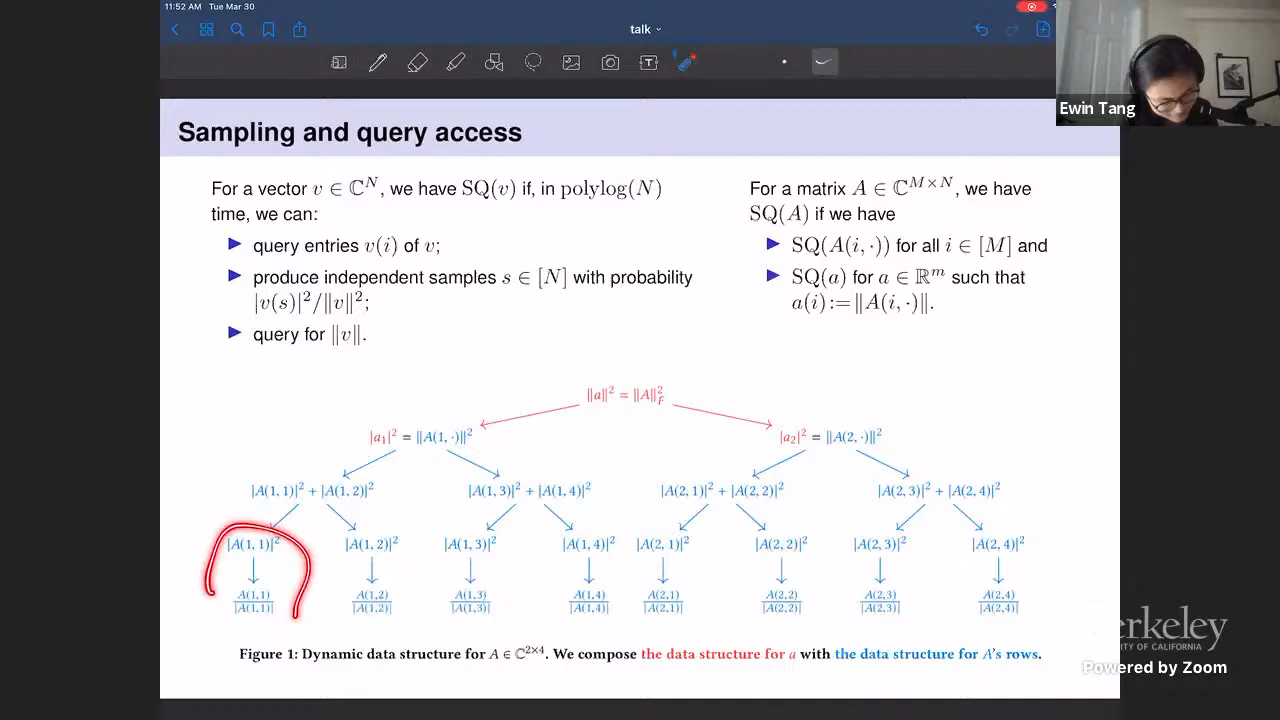 11:52 AM Tue Mar 30
talk
Ewin Tang
Sampling and query access
For a vector v ∈ ℂ^N, we have SQ(v) if, in polylog(N)
time, we can:
▶ query entries v(i) of v;
▶ produce independent samples s ∈ [N] with probability
|v(s)|²/‖v‖²;
▶ query for ‖v‖.
For a matrix A ∈ ℂ^{M×N}, we have
SQ(A) if we have
▶ SQ(A(i, ·)) for all i ∈ [M] and
▶ SQ(a) for a ∈ ℝ^m such that
a(i) := ‖A(i, ·)‖.
‖a‖² = ‖A‖_F²
|a₁|² = ‖A(1, ·)‖² |a₂|² = ‖A(2, ·)‖²
|A(1, 1)|² + |A(1, 2)|² |A(1, 3)|² + |A(1, 4)|² |A(2, 1)|² + |A(2, 2)|² |A(2, 3)|² + |A(2, 4)|²
|A(1, 1)|² |A(1, 2)|² |A(1, 3)|² |A(1, 4)|² |A(2, 1)|² |A(2, 2)|² |A(2, 3)|² |A(2, 4)|²
A(1,1) A(1,2) A(1,3) A(1,4) A(2,1) A(2,2) A(2,3) A(2,4)
|A(1,1)| |A(1,2)| |A(1,3)| |A(1,4)| |A(2,1)| |A(2,2)| |A(2,3)| |A(2,4)|
Figure 1: Dynamic data structure for A ∈ ℂ^{2×4}. We compose the data structure for a with the data structure for A's rows.
Berkeley
UNIVERSITY OF CALIFORNIA
Powered by Zoom